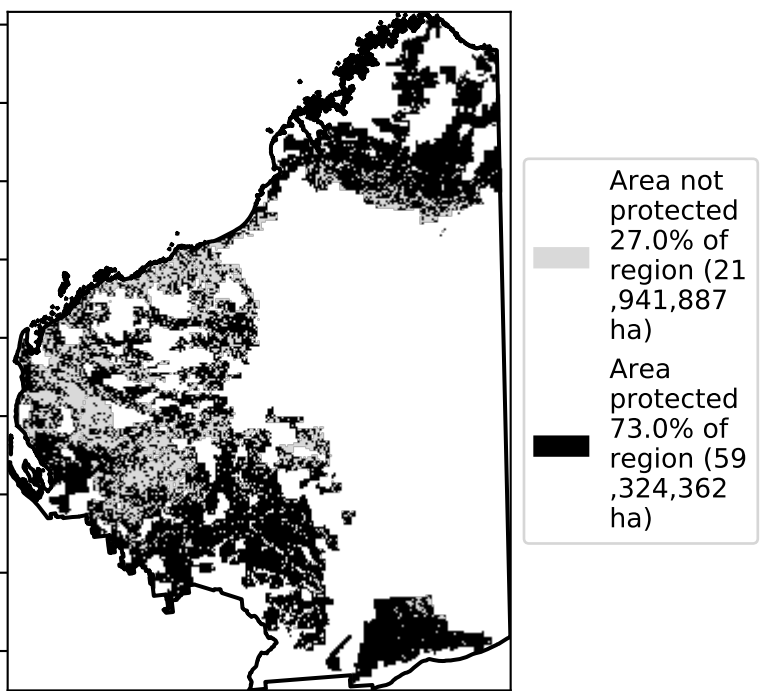 Area not
protected
27.0% of
region (21
,941,887
ha)
Area
protected
73.0% of
region (59
,324,362
ha)